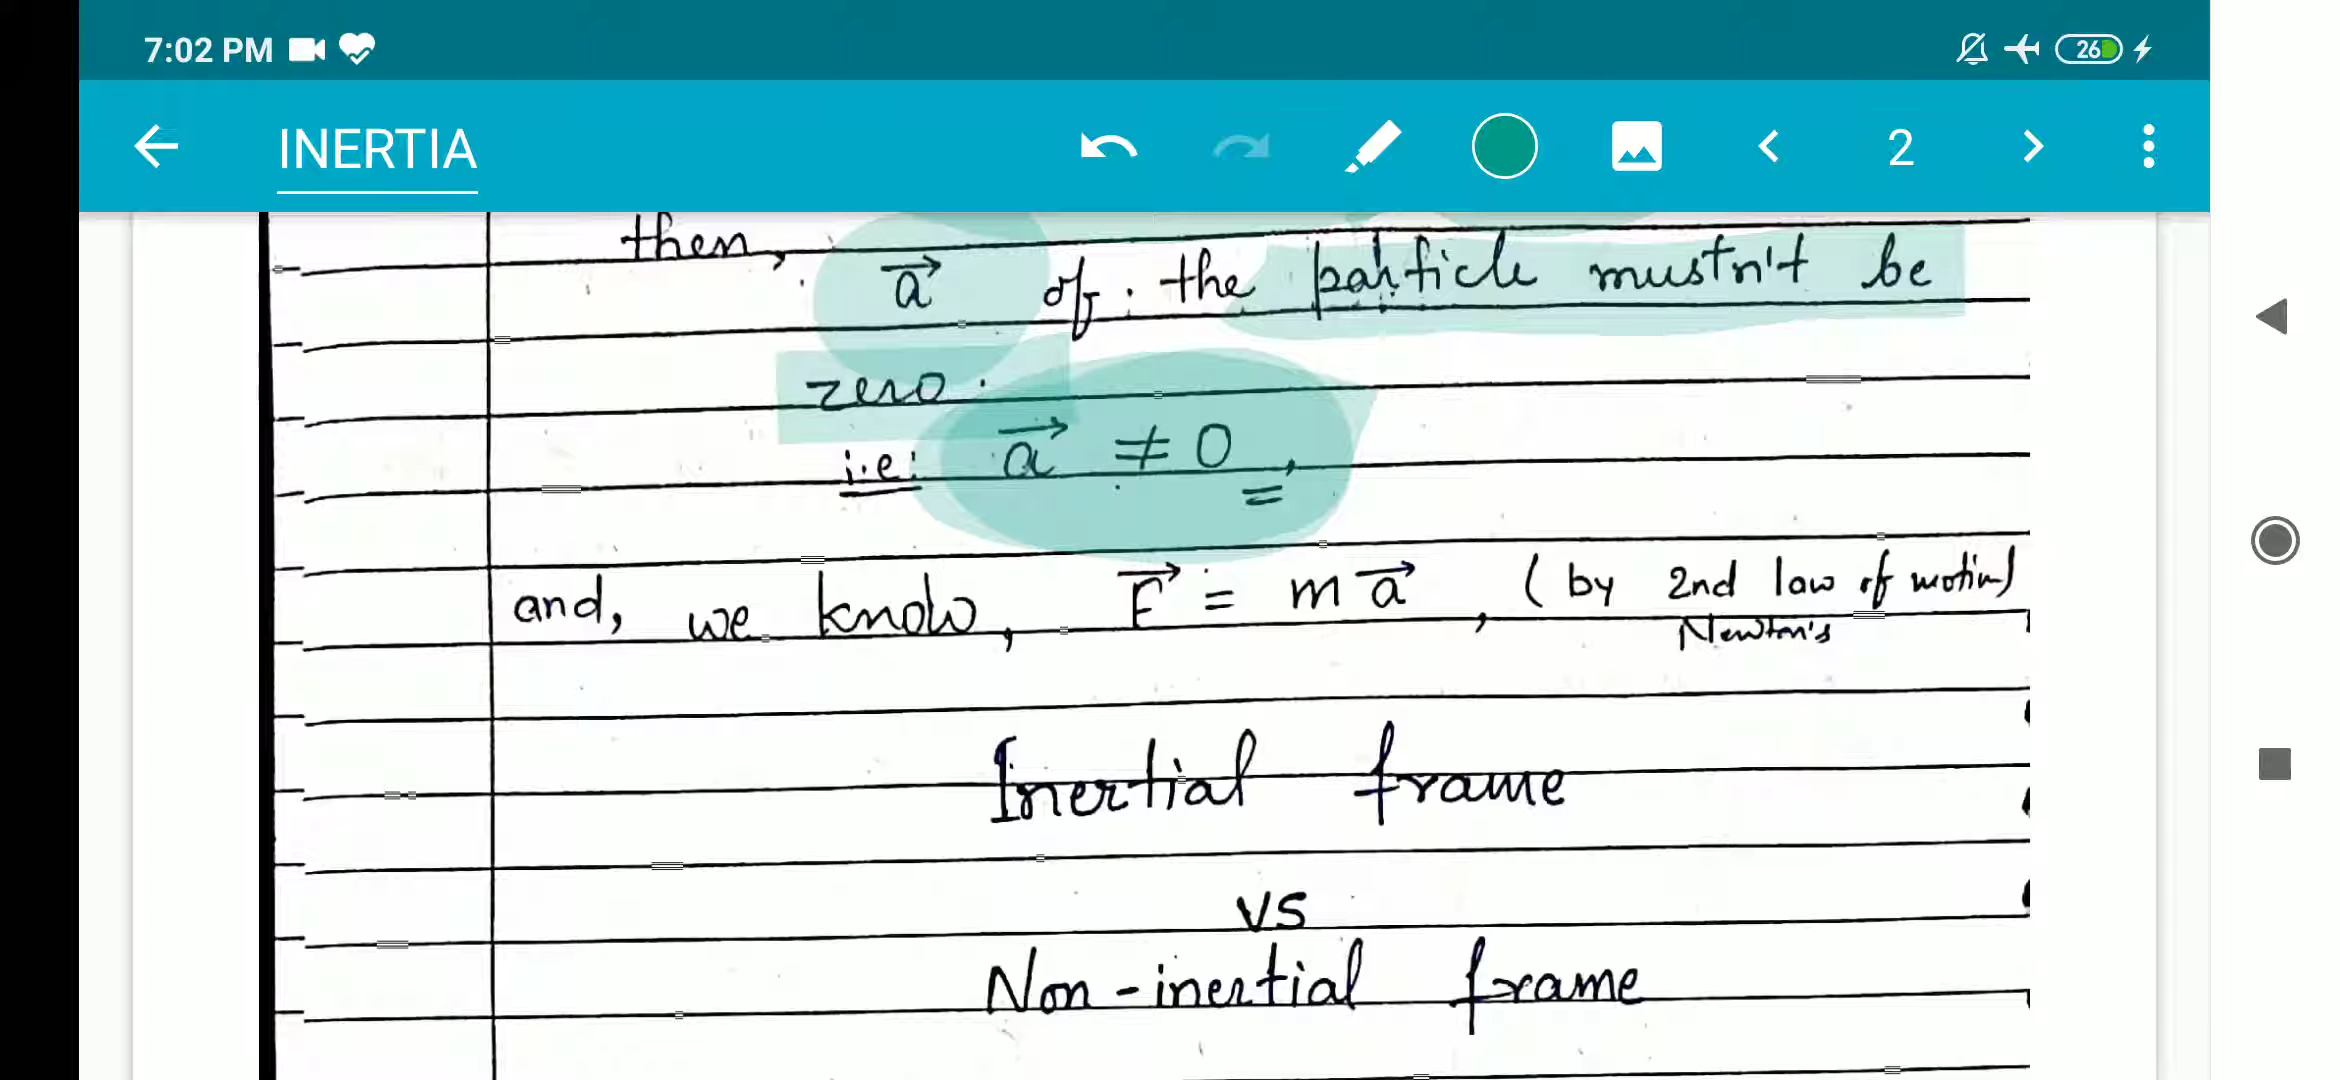 7:02 PM 26
INERTIA 2
then,
a⃗ of the particle mustn't be
zero.
i.e: a⃗ ≠ 0,
and, we know, F⃗ = m a⃗, (by 2nd law of motion)
Newton's
Inertial frame
vs
Non-inertial frame